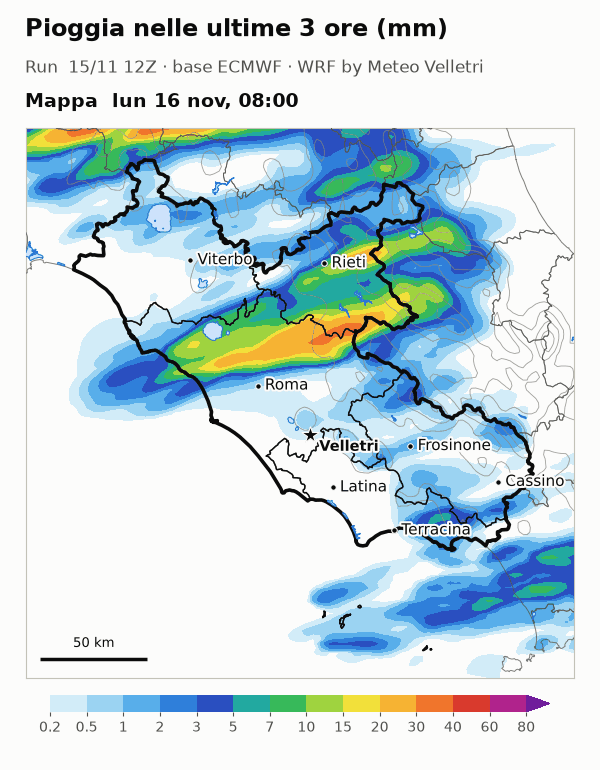 Pioggia nelle ultime 3 ore (mm)
Run  15/11 12Z · base ECMWF · WRF by Meteo Velletri
Mappa  lun 16 nov, 08:00
Viterbo
Rieti
Roma
Velletri
Frosinone
Cassino
Latina
Terracina
50 km
0.2 0.5 1 2 3 5 7 10 15 20 30 40 60 80